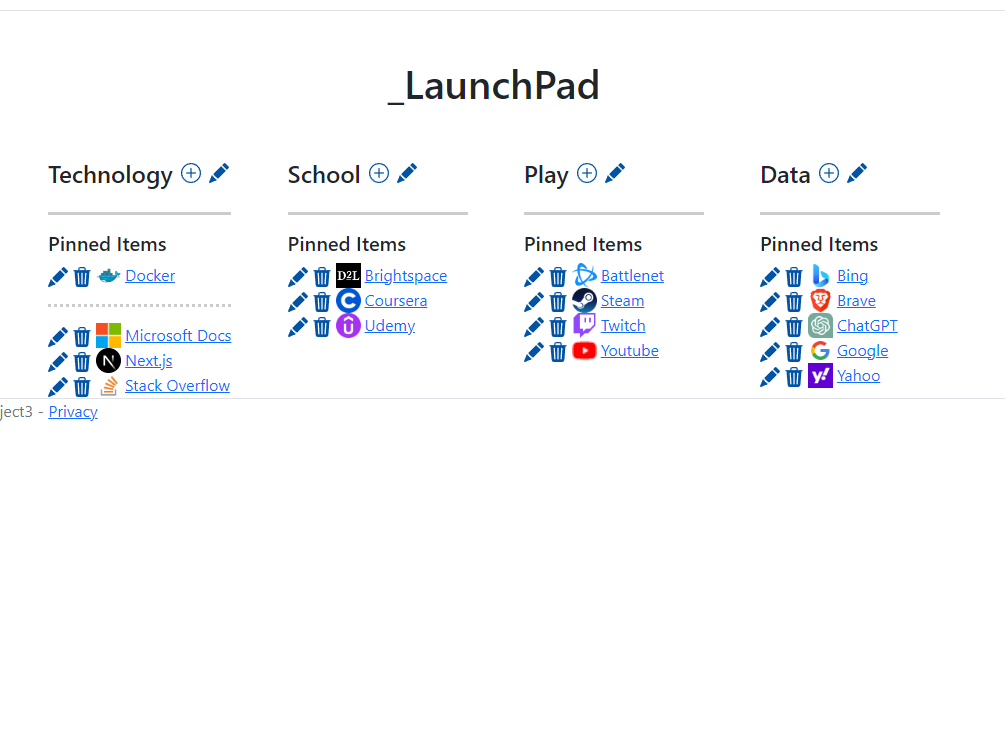 _LaunchPad
Technology
Pinned Items
Docker
Microsoft Docs
Next.js
Stack Overflow
School
Pinned Items
D2L Brightspace
Coursera
Udemy
Play
Pinned Items
Battlenet
Steam
Twitch
Youtube
Data
Pinned Items
Bing
Brave
ChatGPT
Google
Yahoo
ject3 - Privacy